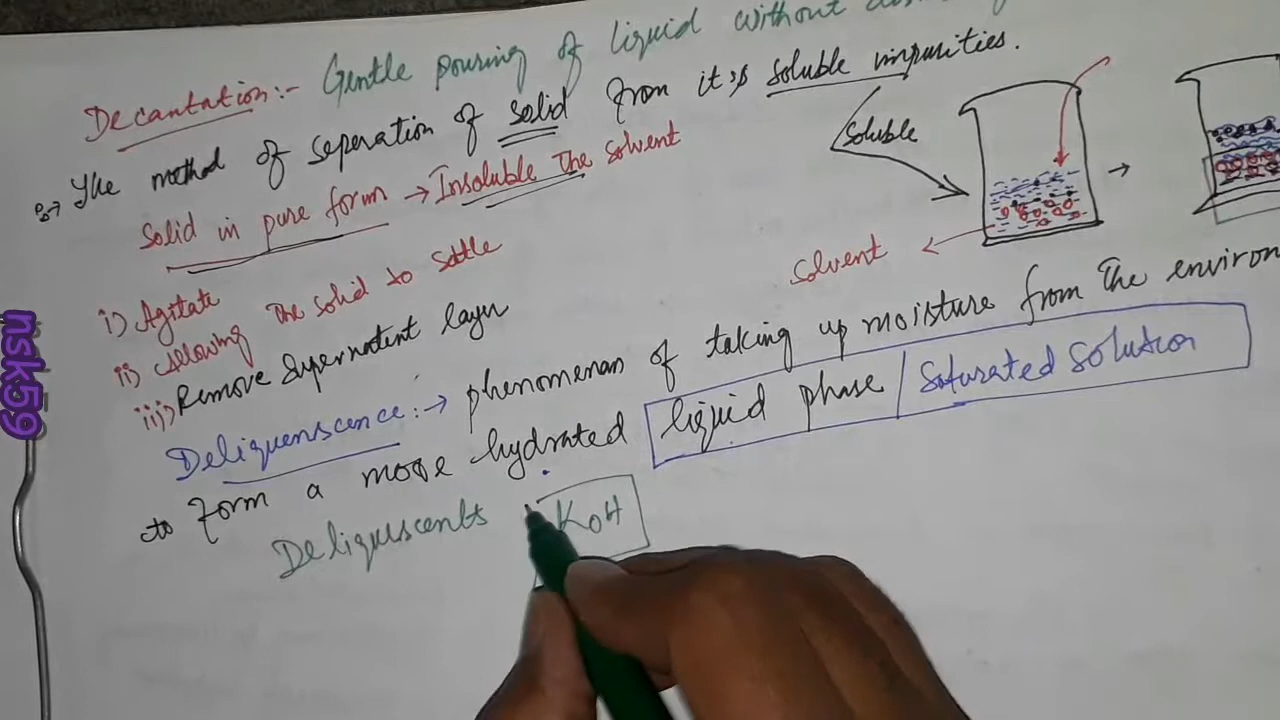 Decantation:- Gentle pouring of liquid without
The method of seperation of solid from it's soluble impurities.
Solid in pure form → Insoluble The solvent
soluble
solvent
i) Agitate
ii) Allowing The solid to settle
iii) Remove Supernatent layer
Deliquenscence:→ phenomenan of taking up moisture from The environ
to form a more hydrated liquid phase / Saturated Solution
Deliquescents KOH
nsk59